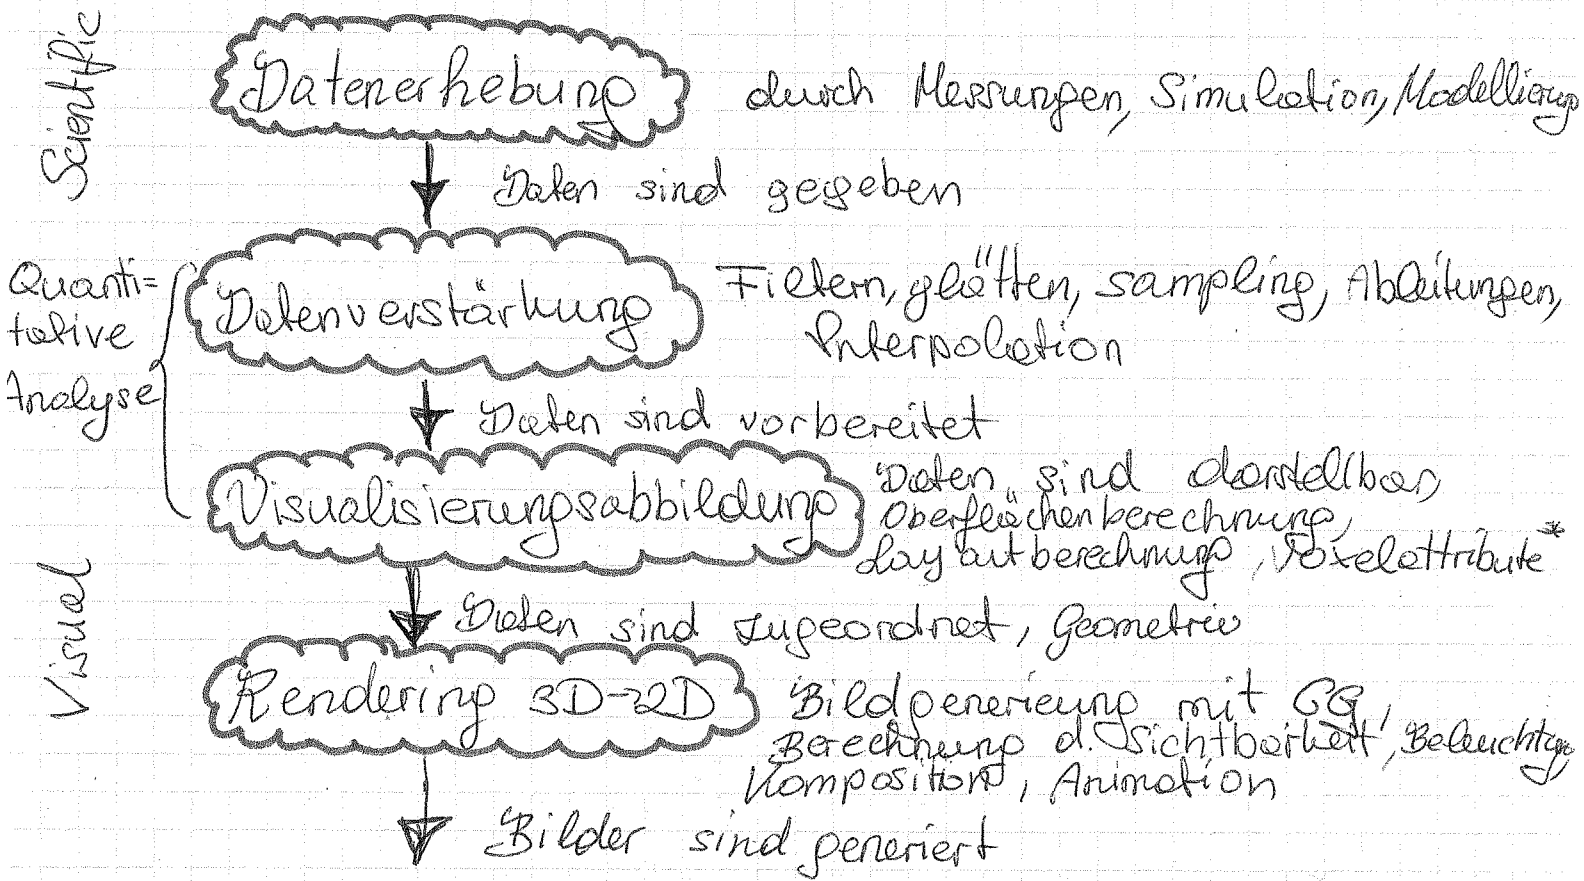 Scientific
Datenerhebung
durch Messungen, Simulation, Modellierung
Daten sind gegeben
Quanti=
tative
Analyse
Datenverstärkung
Filtern, glätten, sampling, Ableitungen,
Interpolation
Daten sind vorbereitet
Visualisierungsabbildung
Daten sind darstellbar,
Oberflächenberechnung,
Layoutberechnung, Voxelattribute*
Visual
Daten sind zugeordnet, Geometrie
Rendering 3D→2D
Bildgenerierung mit CG,
Berechnung d. Sichtbarkeit, Beleuchtung,
Komposition, Animation
Bilder sind generiert